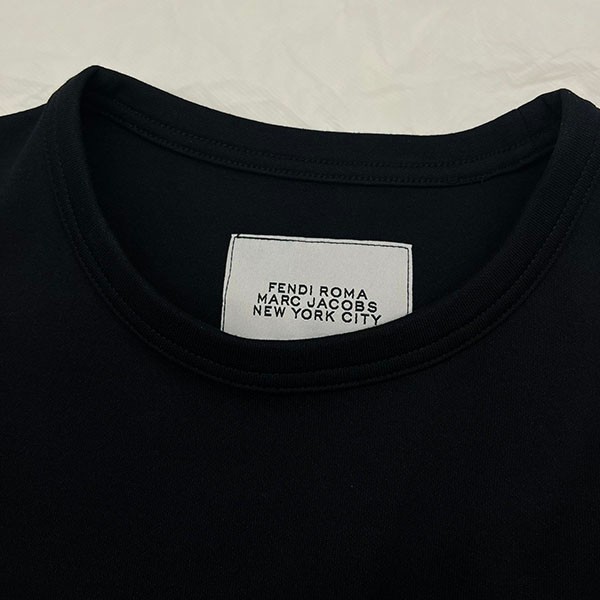 FENDI ROMA
MARC JACOBS
NEW YORK CITY